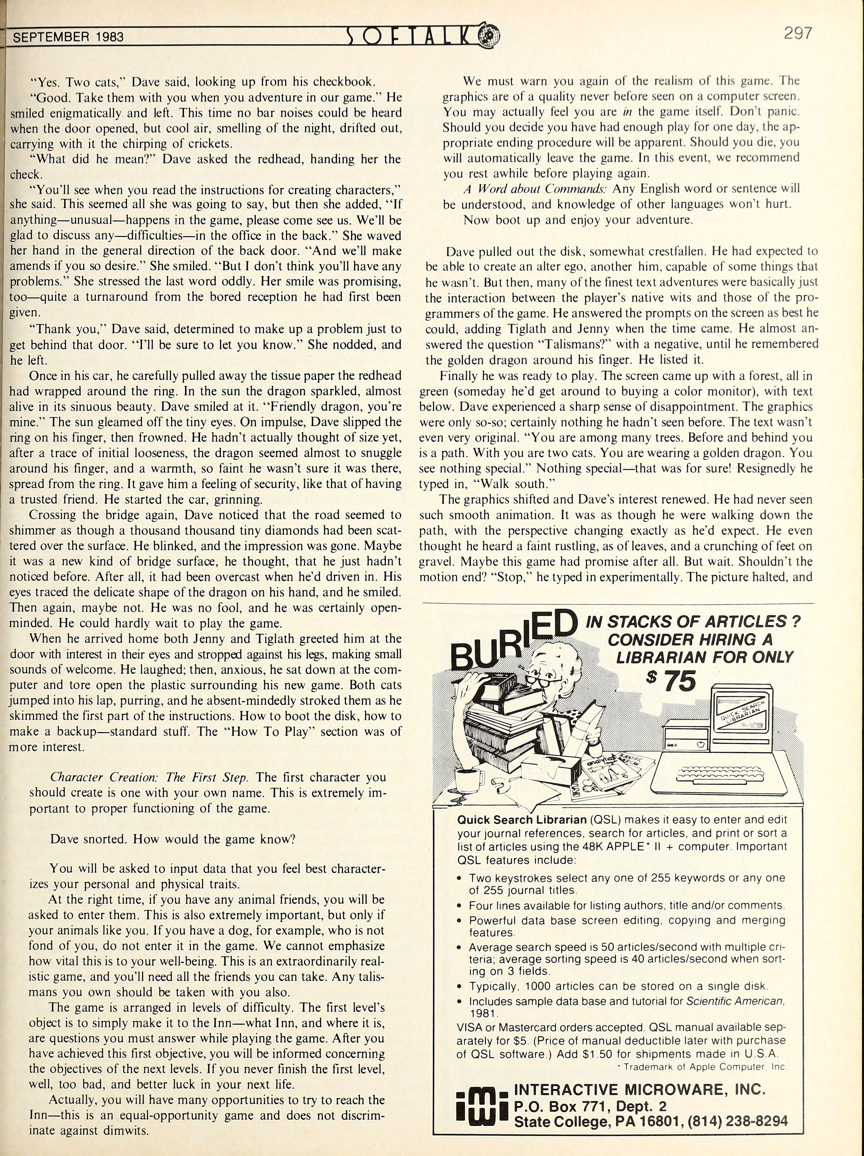 SEPTEMBER 1983
SOFTALK
297
“Yes. Two cats,” Dave said, looking up from his checkbook.
“Good. Take them with you when you adventure in our game.” He
smiled enigmatically and left. This time no bar noises could be heard
when the door opened, but cool air, smelling of the night, drifted out,
carrying with it the chirping of crickets.
“What did he mean?” Dave asked the redhead, handing her the
check.
“You’ll see when you read the instructions for creating characters,”
she said. This seemed all she was going to say, but then she added, “If
anything—unusual—happens in the game, please come see us. We’ll be
glad to discuss any—difficulties—in the office in the back.” She waved
her hand in the general direction of the back door. “And we’ll make
amends if you so desire.” She smiled. “But I don’t think you’ll have any
problems.” She stressed the last word oddly. Her smile was promising,
too—quite a turnaround from the bored reception he had first been
given.
“Thank you,” Dave said, determined to make up a problem just to
get behind that door. “I’ll be sure to let you know.” She nodded, and
he left.
Once in his car, he carefully pulled away the tissue paper the redhead
had wrapped around the ring. In the sun the dragon sparkled, almost
alive in its sinuous beauty. Dave smiled at it. “Friendly dragon, you’re
mine.” The sun gleamed off the tiny eyes. On impulse, Dave slipped the
ring on his finger, then frowned. He hadn’t actually thought of size yet,
after a trace of initial looseness, the dragon seemed almost to snuggle
around his finger, and a warmth, so faint he wasn’t sure it was there,
spread from the ring. It gave him a feeling of security, like that of having
a trusted friend. He started the car, grinning.
Crossing the bridge again, Dave noticed that the road seemed to
shimmer as though a thousand thousand tiny diamonds had been scat-
tered over the surface. He blinked, and the impression was gone. Maybe
it was a new kind of bridge surface, he thought, that he just hadn’t
noticed before. After all, it had been overcast when he’d driven in. His
eyes traced the delicate shape of the dragon on his hand, and he smiled.
Then again, maybe not. He was no fool, and he was certainly open-
minded. He could hardly wait to play the game.
When he arrived home both Jenny and Tiglath greeted him at the
door with interest in their eyes and stropped against his legs, making small
sounds of welcome. He laughed; then, anxious, he sat down at the com-
puter and tore open the plastic surrounding his new game. Both cats
jumped into his lap, purring, and he absent-mindedly stroked them as he
skimmed the first part of the instructions. How to boot the disk, how to
make a backup—standard stuff. The “How To Play” section was of
more interest.
Character Creation: The First Step. The first character you
should create is one with your own name. This is extremely im-
portant to proper functioning of the game.
Dave snorted. How would the game know?
You will be asked to input data that you feel best character-
izes your personal and physical traits.
At the right time, if you have any animal friends, you will be
asked to enter them. This is also extremely important, but only if
your animals like you. If you have a dog, for example, who is not
fond of you, do not enter it in the game. We cannot emphasize
how vital this is to your well-being. This is an extraordinarily real-
istic game, and you’ll need all the friends you can take. Any talis-
mans you own should be taken with you also.
The game is arranged in levels of difficulty. The first level’s
object is to simply make it to the Inn—what Inn, and where it is,
are questions you must answer while playing the game. After you
have achieved this first objective, you will be informed concerning
the objectives of the next levels. If you never finish the first level,
well, too bad, and better luck in your next life.
Actually, you will have many opportunities to try to reach the
Inn—this is an equal-opportunity game and does not discrim-
inate against dimwits.
We must warn you again of the realism of this game. The
graphics are of a quality never before seen on a computer screen.
You may actually feel you are in the game itself. Don’t panic.
Should you decide you have had enough play for one day, the ap-
propriate ending procedure will be apparent. Should you die, you
will automatically leave the game. In this event, we recommend
you rest awhile before playing again.
A Word about Commands: Any English word or sentence will
be understood, and knowledge of other languages won’t hurt.
Now boot up and enjoy your adventure.
Dave pulled out the disk, somewhat crestfallen. He had expected to
be able to create an alter ego, another him, capable of some things that
he wasn’t. But then, many of the finest text adventures were basically just
the interaction between the player’s native wits and those of the pro-
grammers of the game. He answered the prompts on the screen as best he
could, adding Tiglath and Jenny when the time came. He almost an-
swered the question “Talismans?” with a negative, until he remembered
the golden dragon around his finger. He listed it.
Finally he was ready to play. The screen came up with a forest, all in
green (someday he’d get around to buying a color monitor), with text
below. Dave experienced a sharp sense of disappointment. The graphics
were only so-so; certainly nothing he hadn’t seen before. The text wasn’t
even very original. “You are among many trees. Before and behind you
is a path. With you are two cats. You are wearing a golden dragon. You
see nothing special.” Nothing special—that was for sure! Resignedly he
typed in, “Walk south.”
The graphics shifted and Dave’s interest renewed. He had never seen
such smooth animation. It was as though he were walking down the
path, with the perspective changing exactly as he’d expect. He even
thought he heard a faint rustling, as of leaves, and a crunching of feet on
gravel. Maybe this game had promise after all. But wait. Shouldn’t the
motion end? “Stop,” he typed in experimentally. The picture halted, and
BURIED IN STACKS OF ARTICLES ?
CONSIDER HIRING A
LIBRARIAN FOR ONLY
$ 75
QUICK SEARCH
LIBRARIAN
Quick Search Librarian (QSL) makes it easy to enter and edit
your journal references, search for articles, and print or sort a
list of articles using the 48K APPLE* II + computer. Important
QSL features include:
• Two keystrokes select any one of 255 keywords or any one
of 255 journal titles.
• Four lines available for listing authors, title and/or comments.
• Powerful data base screen editing, copying and merging
features.
• Average search speed is 50 articles/second with multiple cri-
teria; average sorting speed is 40 articles/second when sort-
ing on 3 fields.
• Typically, 1000 articles can be stored on a single disk.
• Includes sample data base and tutorial for Scientific American,
1981.
VISA or Mastercard orders accepted. QSL manual available sep-
arately for $5. (Price of manual deductible later with purchase
of QSL software.) Add $1.50 for shipments made in U.S.A.
* Trademark of Apple Computer, Inc.
imi
iwi
INTERACTIVE MICROWARE, INC.
P.O. Box 771, Dept. 2
State College, PA 16801, (814) 238-8294